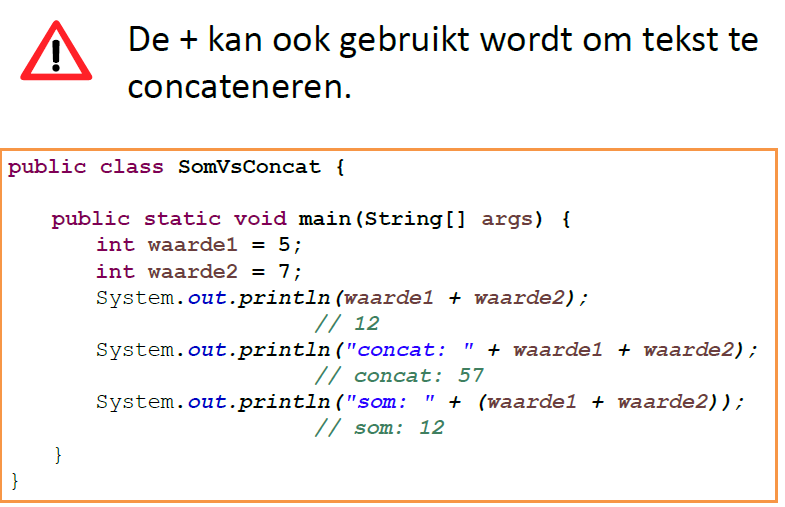 De + kan ook gebruikt wordt om tekst te
concateneren.
public class SomVsConcat {
public static void main(String[] args) {
int waarde1 = 5;
int waarde2 = 7;
System.out.println(waarde1 + waarde2);
// 12
System.out.println("concat: " + waarde1 + waarde2);
// concat: 57
System.out.println("som: " + (waarde1 + waarde2));
// som: 12
}
}